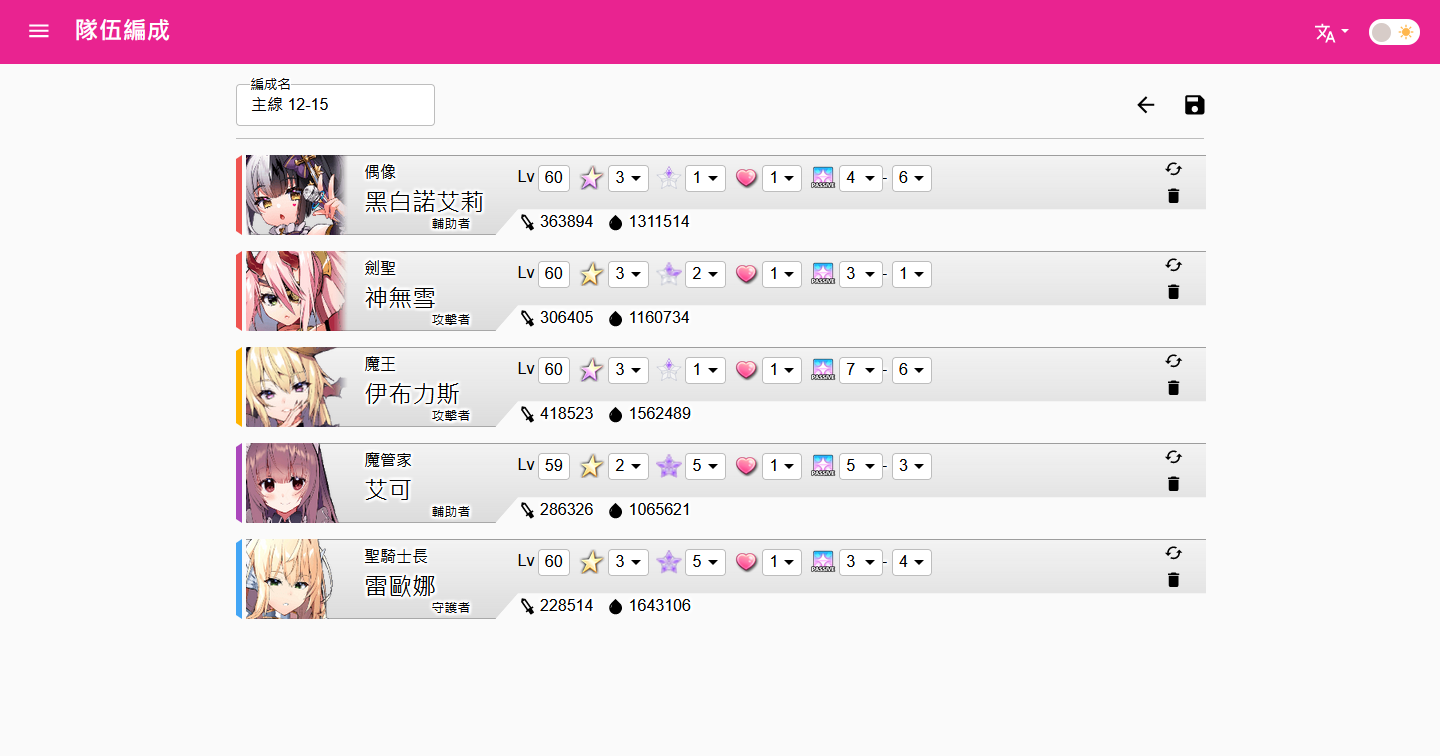 隊伍編成
編成名
主線 12-15
偶像
黑白諾艾莉
輔助者
Lv 60 3 1 1 PASSIVE 4 - 6
363894 1311514
劍聖
神無雪
攻擊者
Lv 60 3 2 1 PASSIVE 3 - 1
306405 1160734
魔王
伊布力斯
攻擊者
Lv 60 3 1 1 PASSIVE 7 - 6
418523 1562489
魔管家
艾可
輔助者
Lv 59 2 5 1 PASSIVE 5 - 3
286326 1065621
聖騎士長
雷歐娜
守護者
Lv 60 3 5 1 PASSIVE 3 - 4
228514 1643106